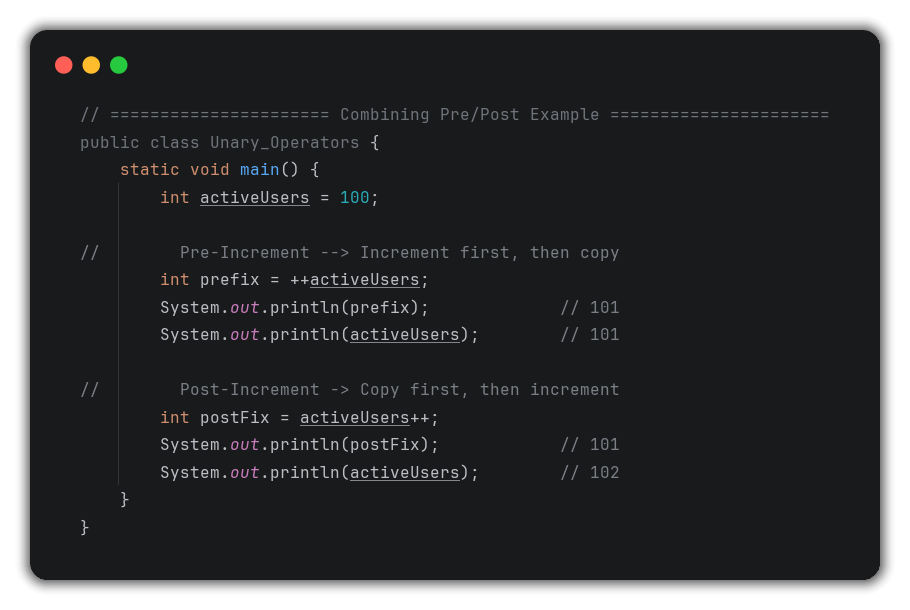 // ====================== Combining Pre/Post Example ======================
public class Unary_Operators {
    static void main() {
        int activeUsers = 100;

//        Pre-Increment --> Increment first, then copy
        int prefix = ++activeUsers;
        System.out.println(prefix);             // 101
        System.out.println(activeUsers);        // 101

//        Post-Increment -> Copy first, then increment
        int postFix = activeUsers++;
        System.out.println(postFix);            // 101
        System.out.println(activeUsers);        // 102
    }
}